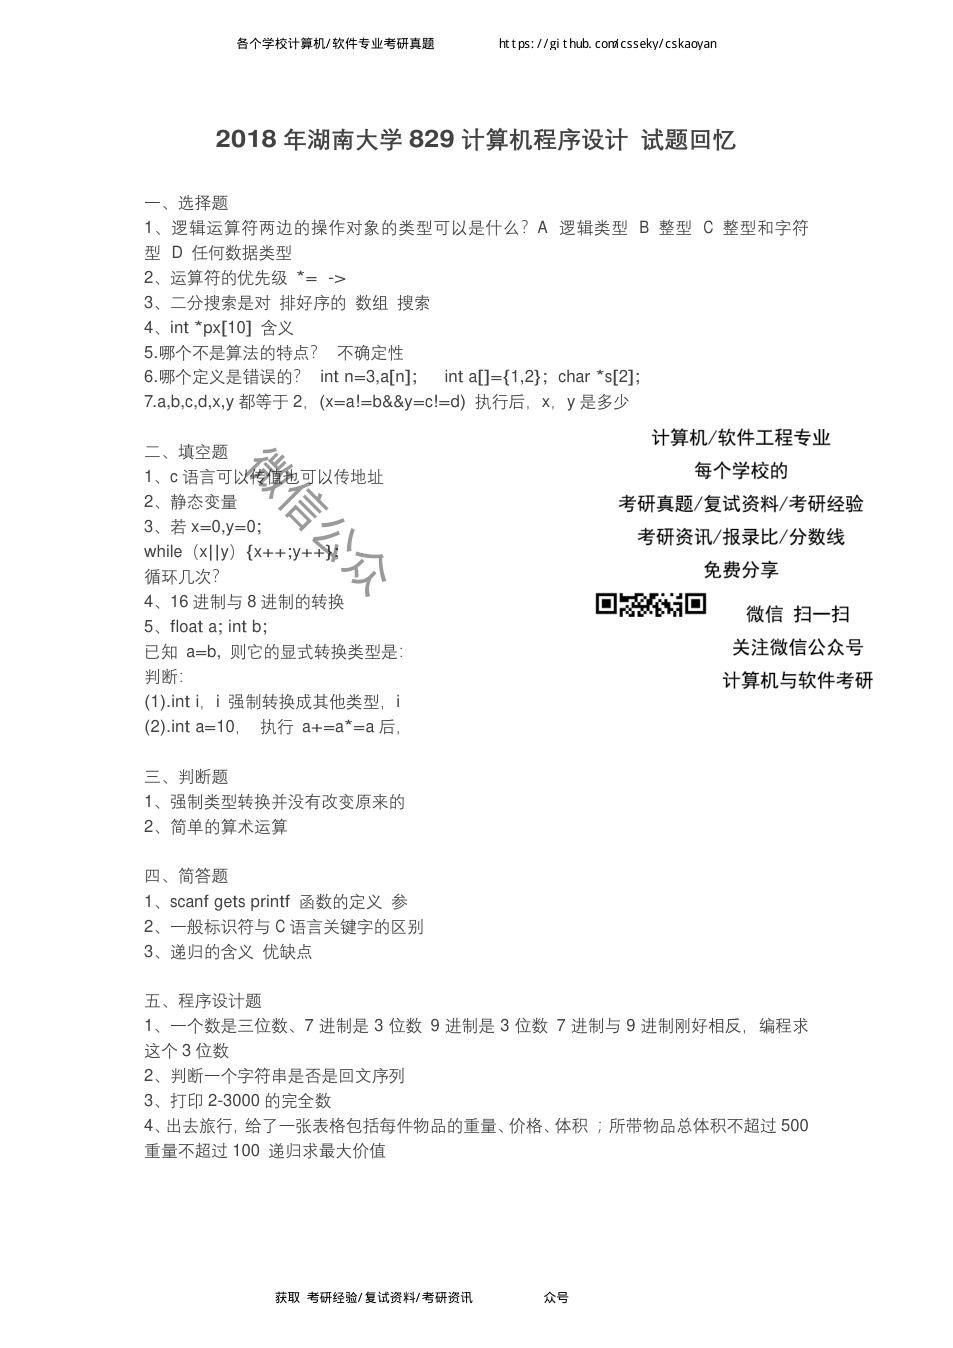 各个学校计算机/软件专业考研真题 https://github.com/csseky/cskaoyan
2018 年湖南大学 829 计算机程序设计 试题回忆
一、选择题
1、逻辑运算符两边的操作对象的类型可以是什么？A 逻辑类型 B 整型 C 整型和字符
型 D 任何数据类型
2、运算符的优先级 *= ->
3、二分搜索是对 排好序的 数组 搜索
4、int *px[10] 含义
5.哪个不是算法的特点？ 不确定性
6.哪个定义是错误的？ int n=3,a[n]; int a[]={1,2}; char *s[2];
7.a,b,c,d,x,y 都等于 2，(x=a!=b&&y=c!=d) 执行后，x，y 是多少
二、填空题
1、c 语言可以传值也可以传地址
2、静态变量
3、若 x=0,y=0;
while（x||y）{x++;y++};
循环几次？
4、16 进制与 8 进制的转换
5、float a; int b;
已知 a=b，则它的显式转换类型是：
判断：
(1).int i，i 强制转换成其他类型，i
(2).int a=10， 执行 a+=a*=a 后，
微信公众
计算机/软件工程专业
每个学校的
考研真题/复试资料/考研经验
考研资讯/报录比/分数线
免费分享
微信 扫一扫
关注微信公众号
计算机与软件考研
三、判断题
1、强制类型转换并没有改变原来的
2、简单的算术运算
四、简答题
1、scanf gets printf 函数的定义 参
2、一般标识符与 C 语言关键字的区别
3、递归的含义 优缺点
五、程序设计题
1、一个数是三位数、7 进制是 3 位数 9 进制是 3 位数 7 进制与 9 进制刚好相反，编程求
这个 3 位数
2、判断一个字符串是否是回文序列
3、打印 2-3000 的完全数
4、出去旅行，给了一张表格包括每件物品的重量、价格、体积 ；所带物品总体积不超过 500
重量不超过 100 递归求最大价值
获取 考研经验/复试资料/考研资讯 众号